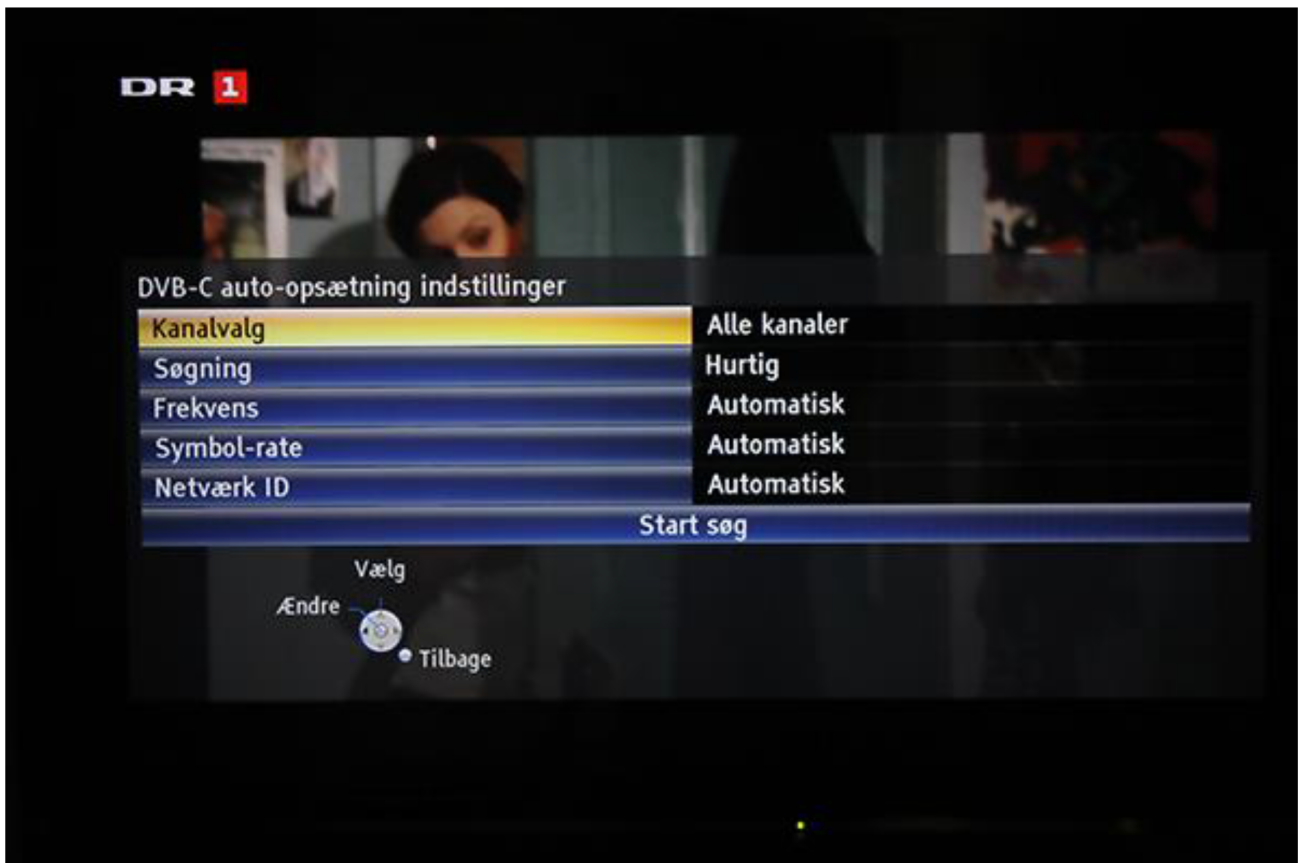 DR 1
DVB-C auto-opsætning indstillinger
Kanalvalg Alle kanaler
Søgning Hurtig
Frekvens Automatisk
Symbol-rate Automatisk
Netværk ID Automatisk
Start søg
Vælg
Ændre
Tilbage